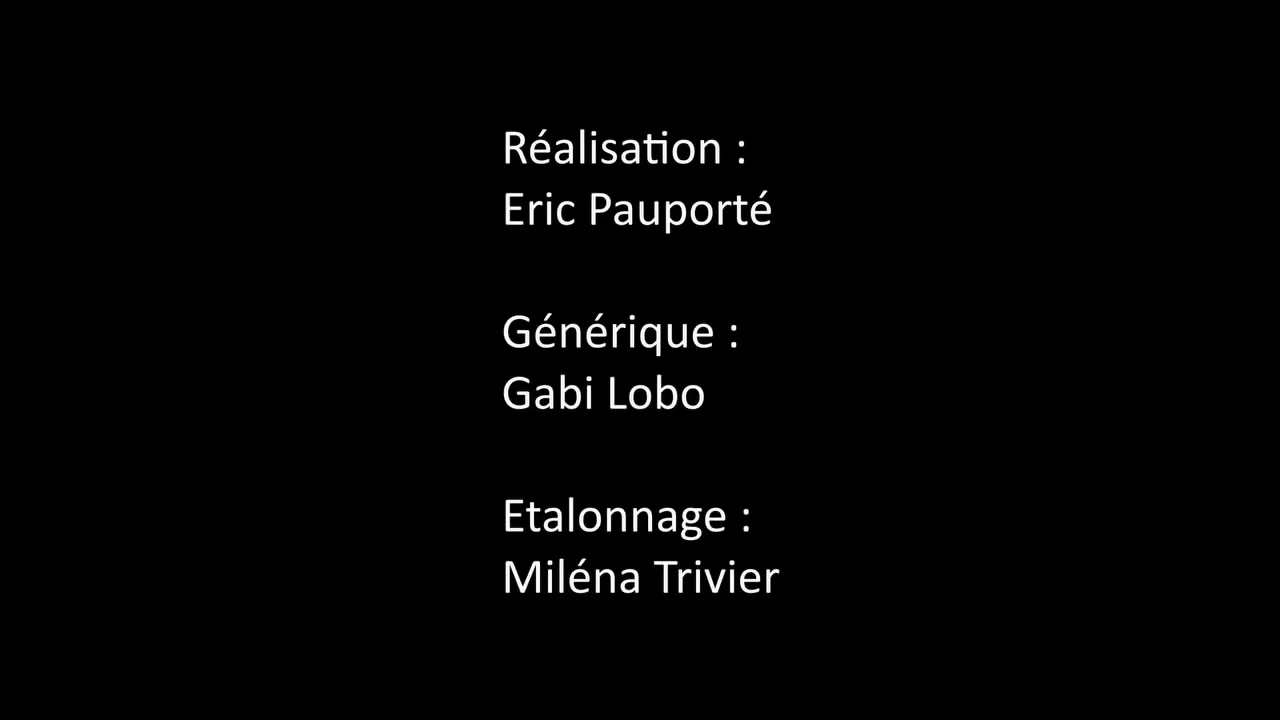 Réalisation :
Eric Pauporté
Générique :
Gabi Lobo
Etalonnage :
Miléna Trivier